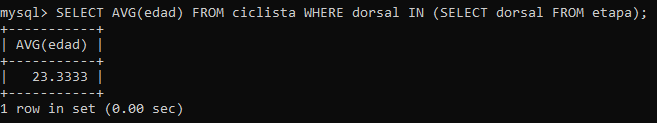 mysql> SELECT AVG(edad) FROM ciclista WHERE dorsal IN (SELECT dorsal FROM etapa);
+-----------+
| AVG(edad) |
+-----------+
|   23.3333 |
+-----------+
1 row in set (0.00 sec)